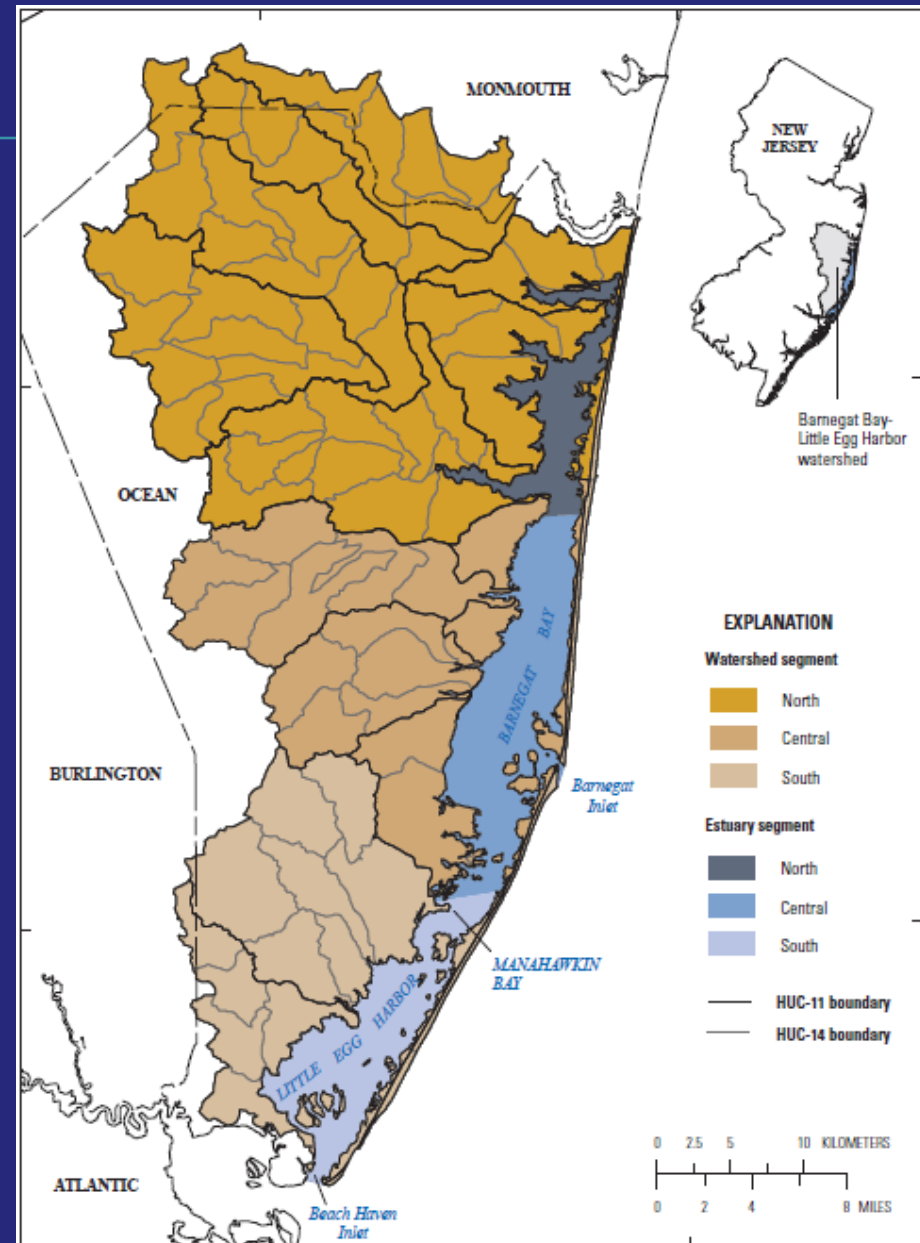 MONMOUTH
NEW
JERSEY
Barnegat Bay-
Little Egg Harbor
watershed
OCEAN
BARNEGAT BAY
BURLINGTON
Barnegat
Inlet
MANAHAWKIN
BAY
LITTLE EGG HARBOR
ATLANTIC
Beach Haven
Inlet
EXPLANATION
Watershed segment
North
Central
South
Estuary segment
North
Central
South
HUC-11 boundary
HUC-14 boundary
0 2.5 5 10 KILOMETERS
0 2 4 8 MILES